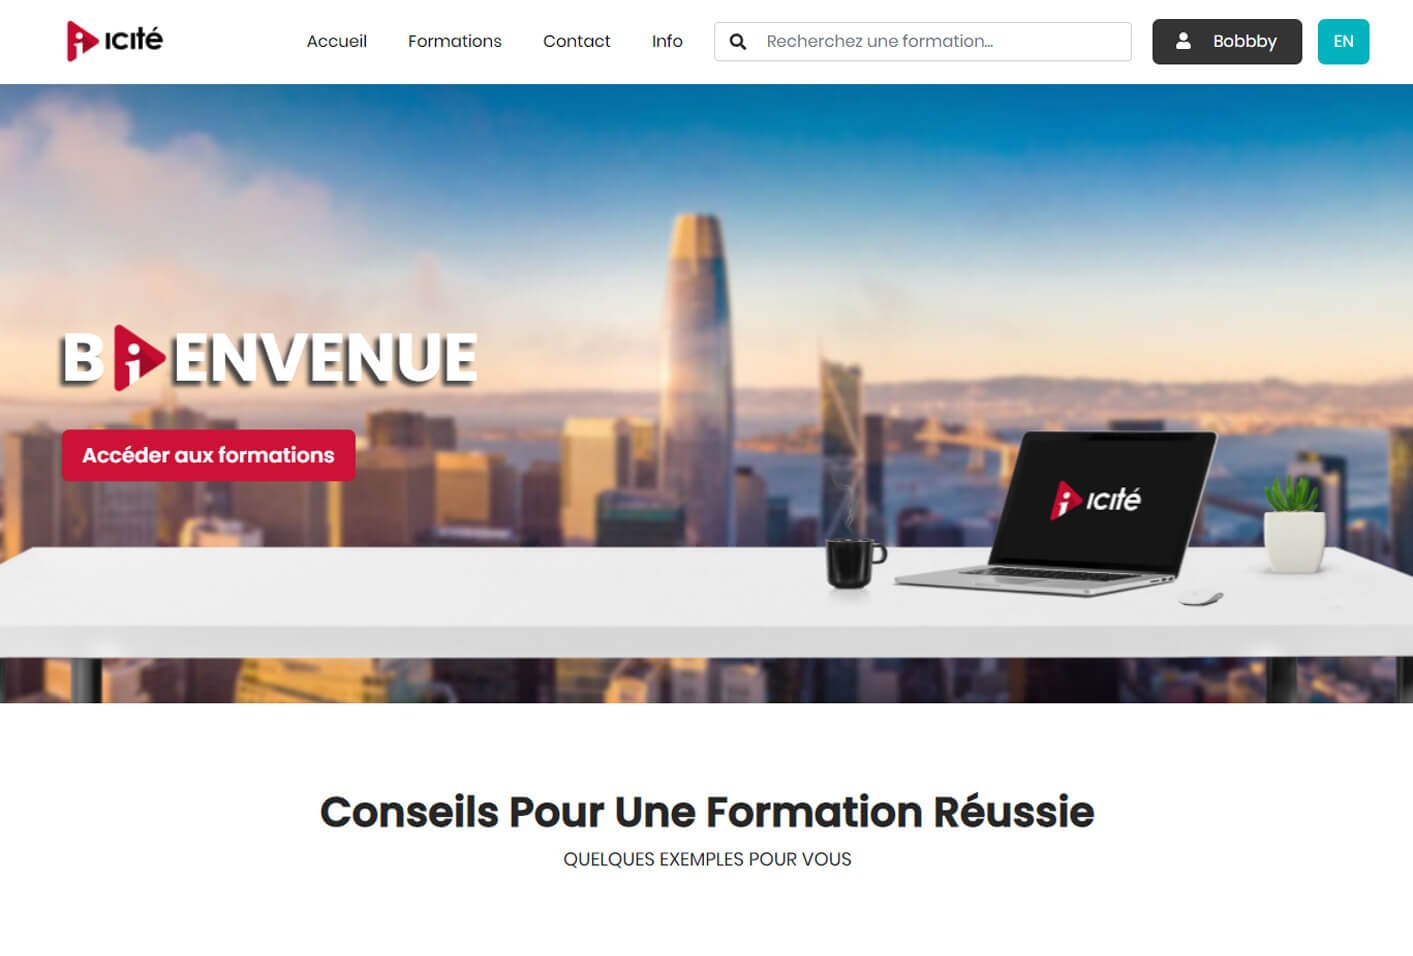 icité
Accueil
Formations
Contact
Info
Recherchez une formation...
Bobbby
EN
BiENVENUE
Accéder aux formations
icité
Conseils Pour Une Formation Réussie
QUELQUES EXEMPLES POUR VOUS